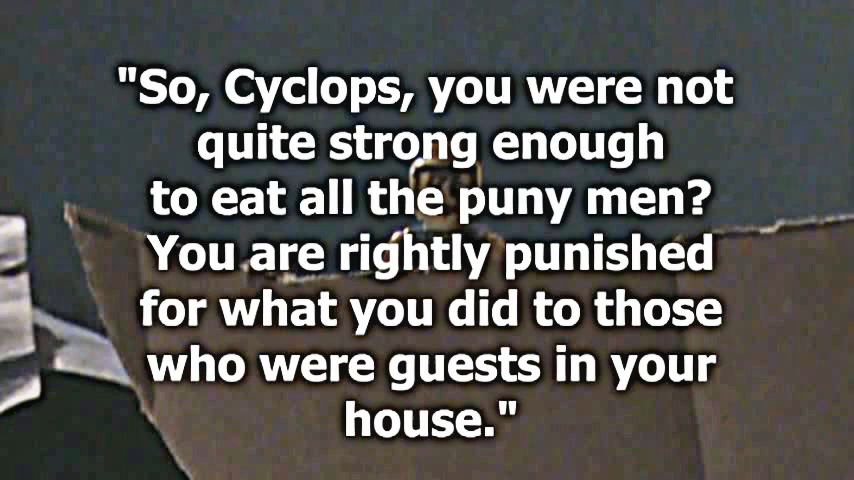 "So, Cyclops, you were not
quite strong enough
to eat all the puny men?
You are rightly punished
for what you did to those
who were guests in your
house."